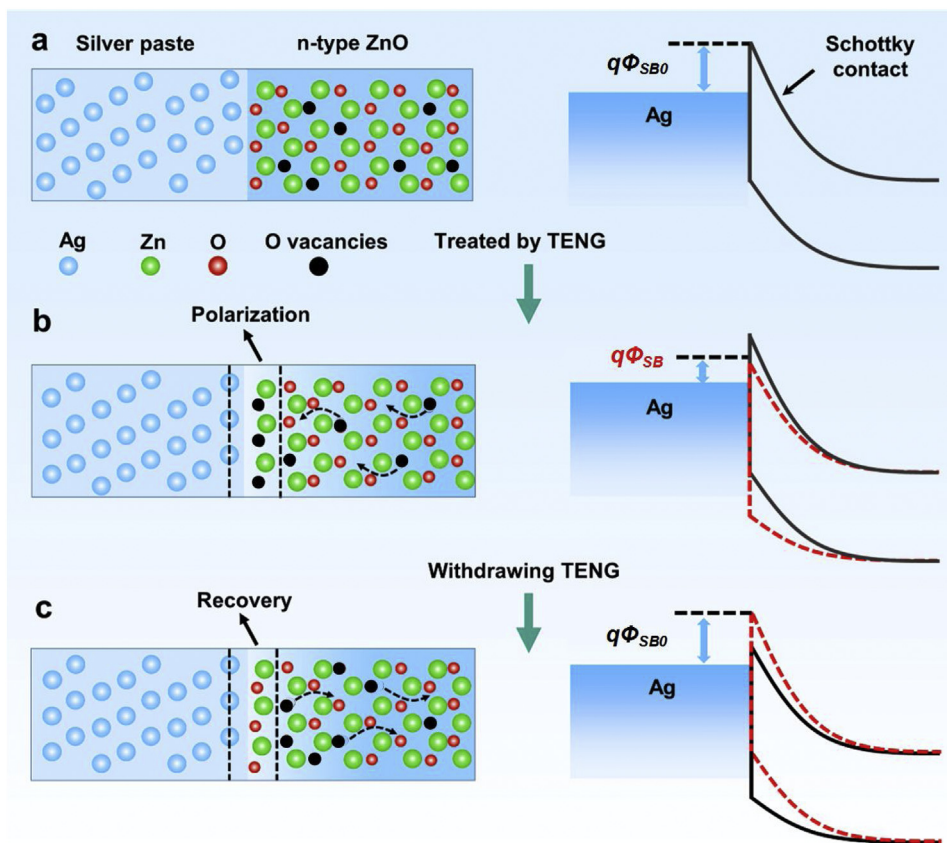 a
Silver paste
n-type ZnO
qΦSB0
Schottky
contact
Ag
Ag
Zn
O
O vacancies
Treated by TENG
b
Polarization
qΦSB
Ag
Withdrawing TENG
c
Recovery
qΦSB0
Ag